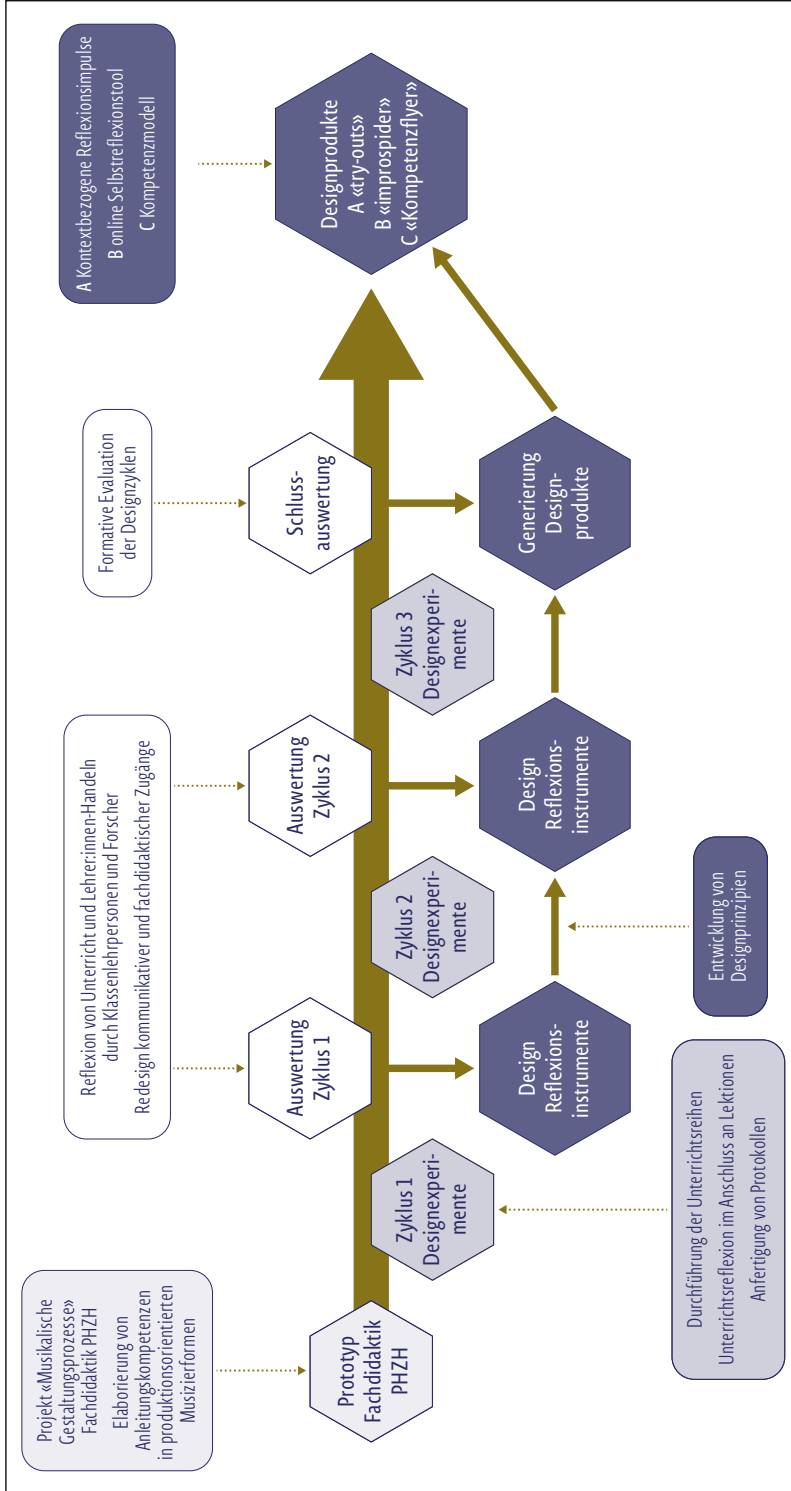 Projekt «Musikalische
Gestaltungsprozesse»
Fachdidaktik PHZH
Elaborierung von
Anleitungskompetenzen
in produktionsorientierten
Musizierformen
Reflexion von Unterricht und Lehrer:innen-Handeln
durch Klassenlehrpersonen und Forscher
Redesign kommunikativer und fachdidaktischer Zugänge
Formative Evaluation
der Designzyklen
A Kontextbezogene Reflexionsimpulse
B online Selbstreflexionstool
C Kompetenzmodell
Prototyp
Fachdidaktik
PHZH
Zyklus 1
Designexperi-
mente
Auswertung
Zyklus 1
Zyklus 2
Designexperi-
mente
Auswertung
Zyklus 2
Zyklus 3
Designexperi-
mente
Schluss-
auswertung
Designprodukte
A «try-outs»
B «improspider»
C «Kompetenzflyer»
Design
Reflexions-
instrumente
Design
Reflexions-
instrumente
Generierung
Design-
produkte
Durchführung der Unterrichtsreihen
Unterrichtsreflexion im Anschluss an Lektionen
Anfertigung von Protokollen
Entwicklung von
Designprinzipien